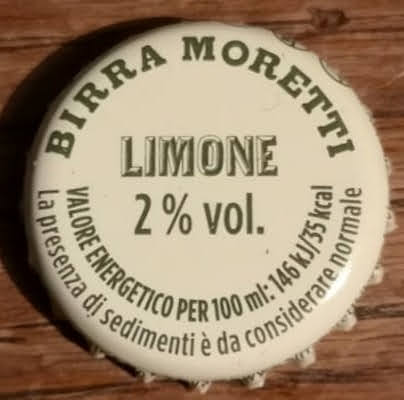 BIRRA MORETTI
LIMONE
2 % vol.
VALORE ENERGETICO PER 100 ml: 146 kJ/35 kcal
La presenza di sedimenti è da considerare normale